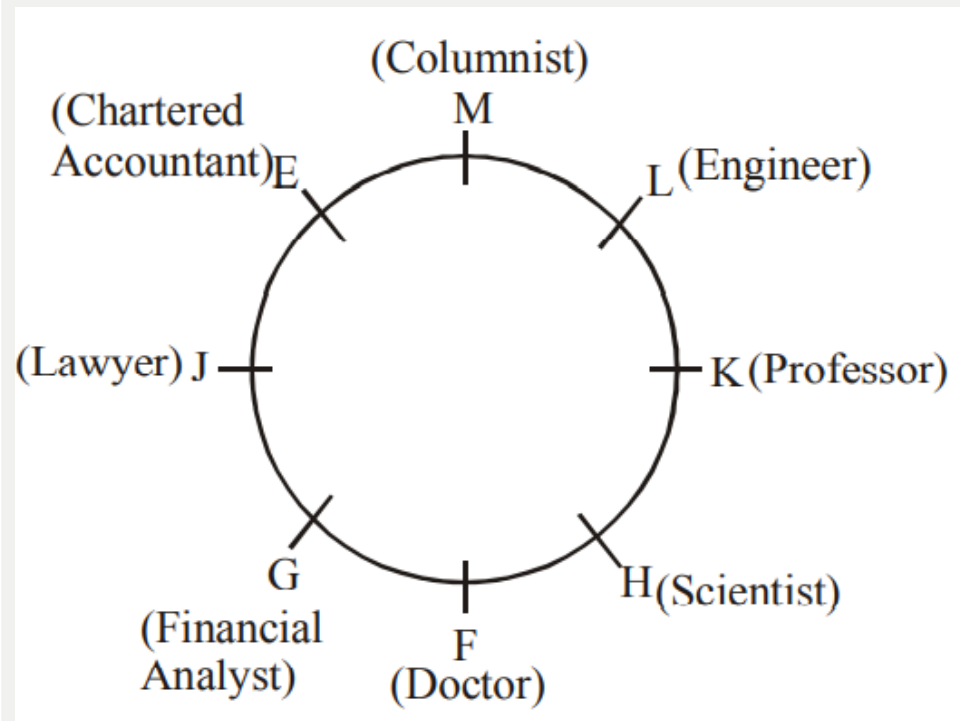 (Columnist)
M
(Chartered
Accountant)E
L(Engineer)
(Lawyer) J
K(Professor)
G
H(Scientist)
(Financial
Analyst)
F
(Doctor)